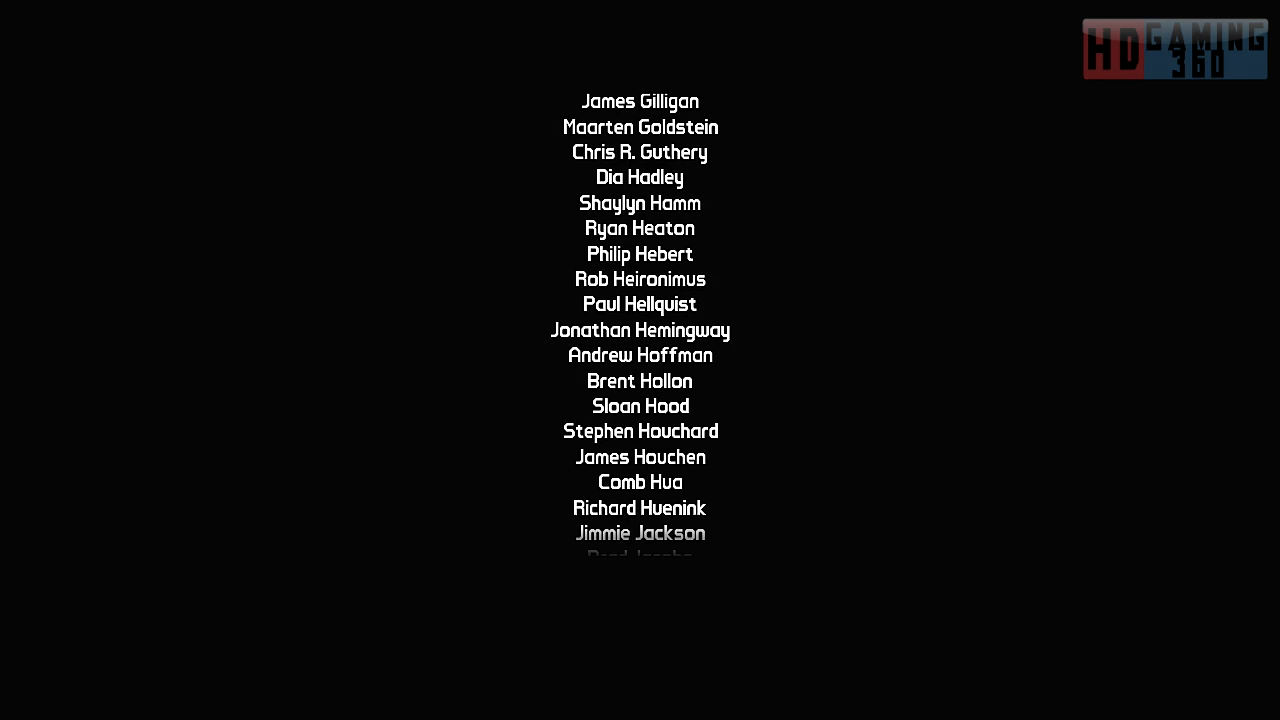 HD GAMING
360
James Gilligan
Maarten Goldstein
Chris R. Guthery
Dia Hadley
Shaylyn Hamm
Ryan Heaton
Philip Hebert
Rob Heironimus
Paul Hellquist
Jonathan Hemingway
Andrew Hoffman
Brent Hollon
Sloan Hood
Stephen Houchard
James Houchen
Comb Hua
Richard Huenink
Jimmie Jackson